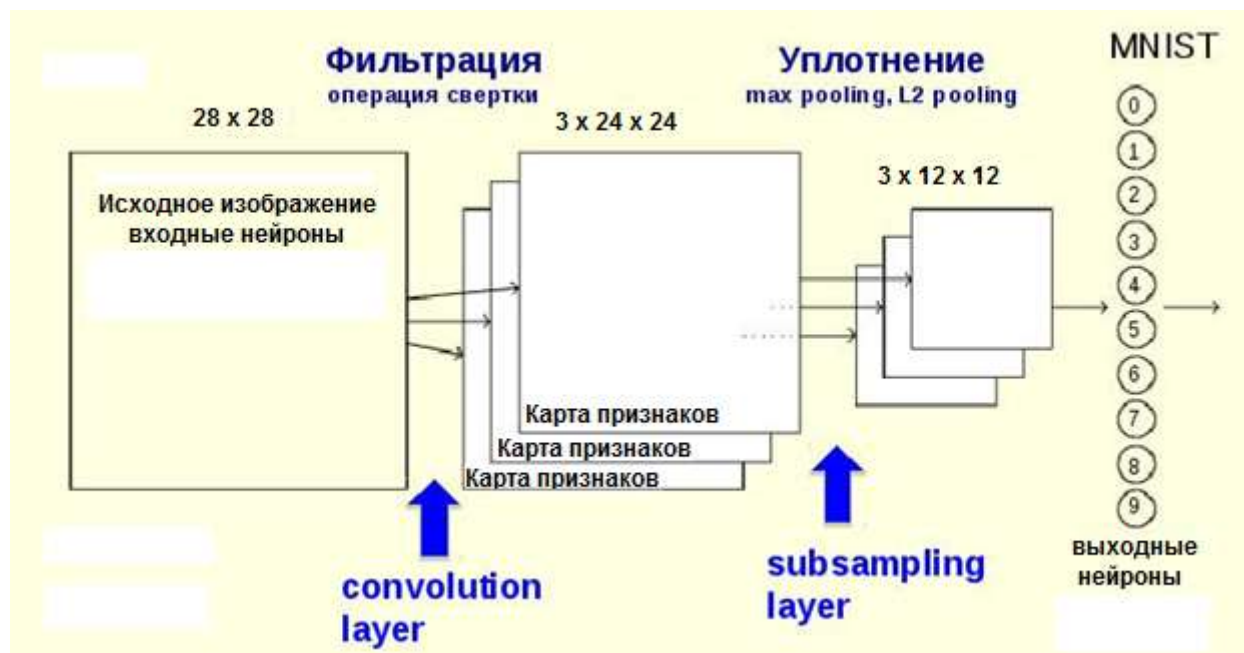 Фильтрация
операция свертки
Уплотнение
max pooling, L2 pooling
MNIST
28 x 28
3 x 24 x 24
3 x 12 x 12
Исходное изображение
входные нейроны
Карта признаков
Карта признаков
Карта признаков
convolution
layer
subsampling
layer
0
1
2
3
4
5
6
7
8
9
выходные
нейроны